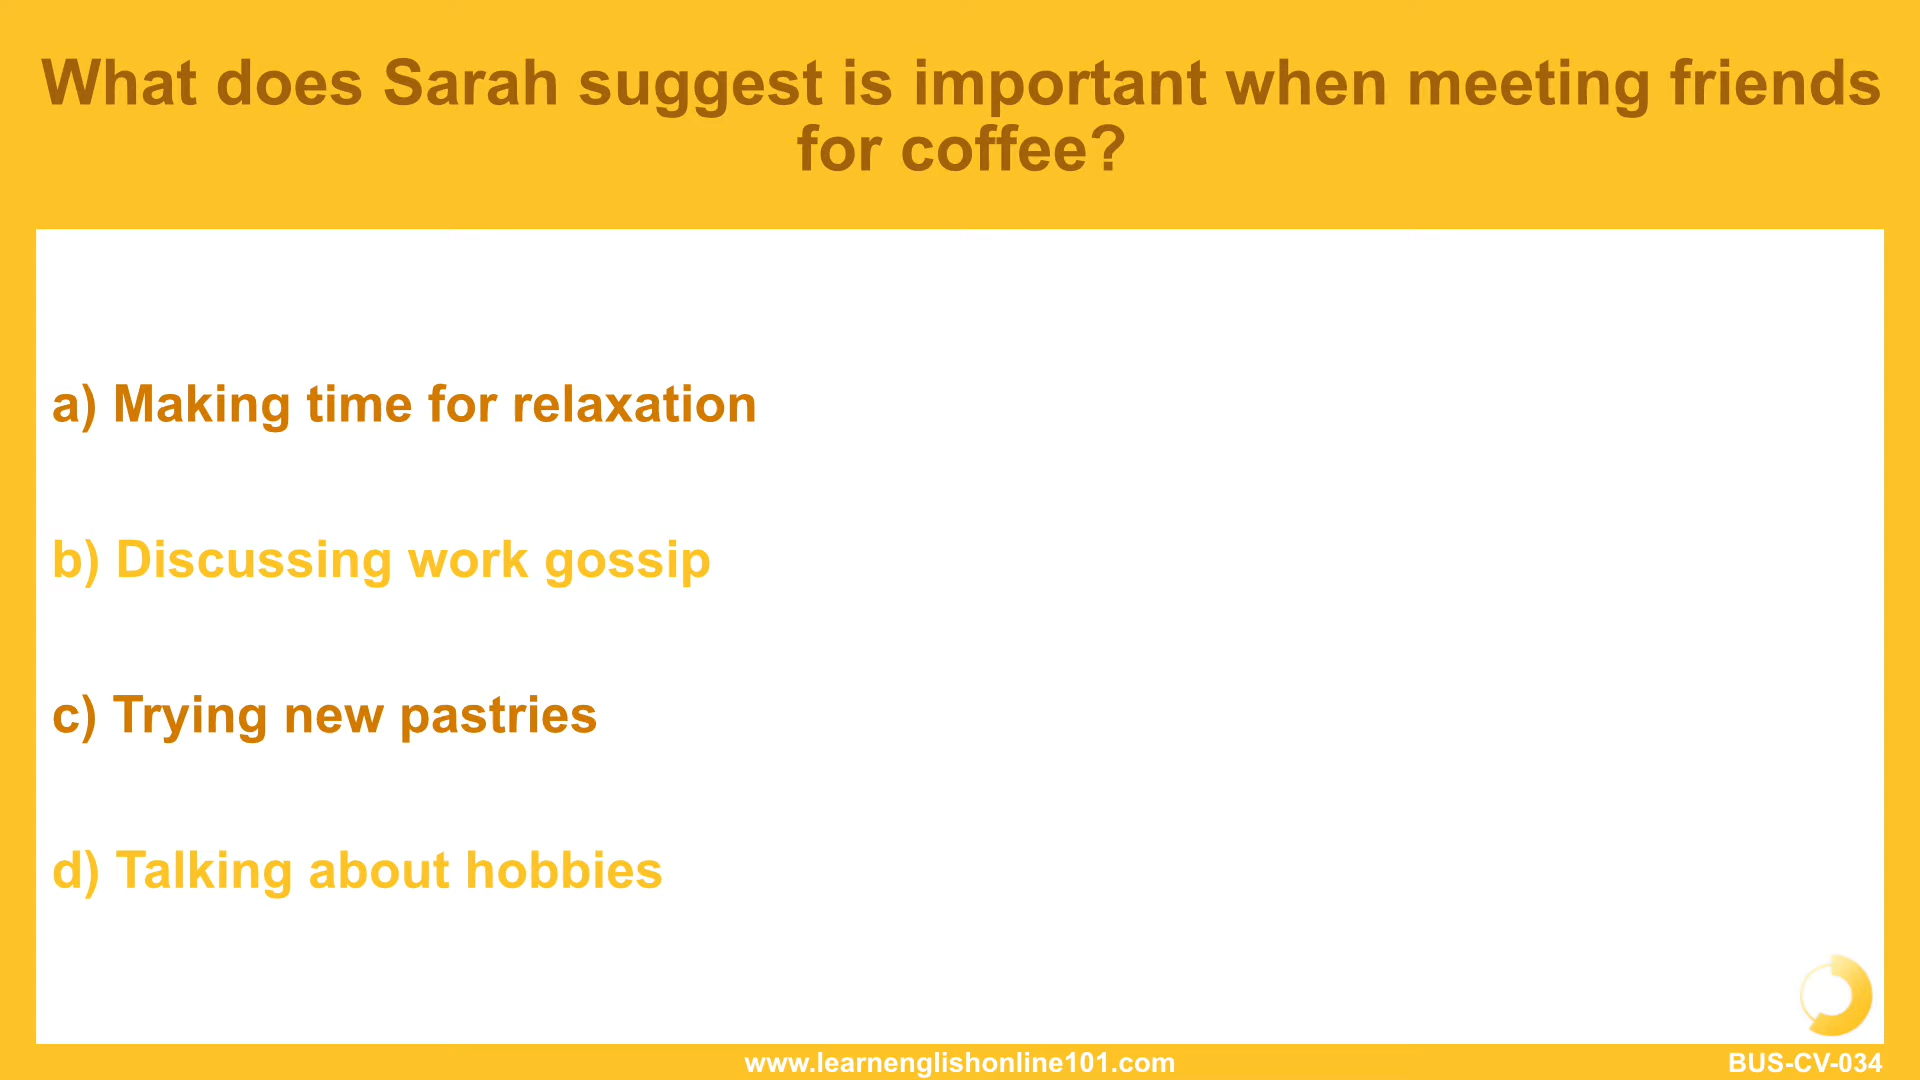 What does Sarah suggest is important when meeting friends
for coffee?
a) Making time for relaxation
b) Discussing work gossip
c) Trying new pastries
d) Talking about hobbies
www.learnenglishonline101.com
BUS-CV-034